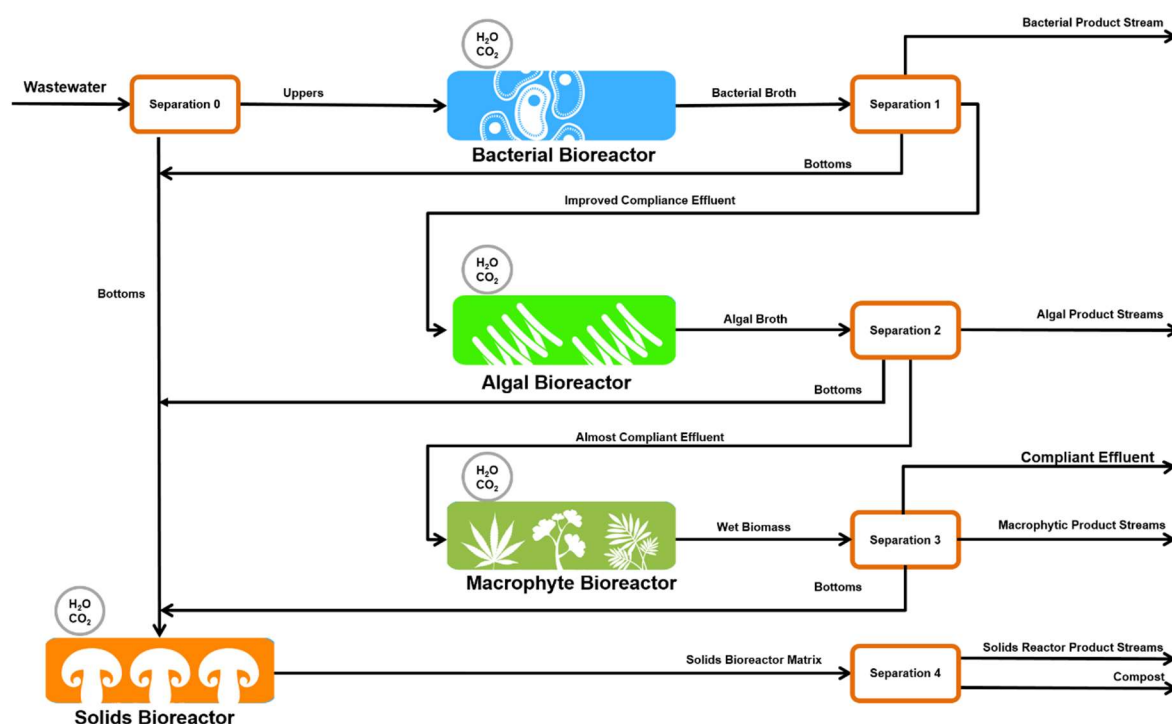 H₂O
CO₂
Bacterial Product Stream
Wastewater
Separation 0
Uppers
Bacterial Broth
Separation 1
Bacterial Bioreactor
Bottoms
Improved Compliance Effluent
H₂O
CO₂
Bottoms
Algal Broth
Separation 2
Algal Product Streams
Algal Bioreactor
Bottoms
Almost Compliant Effluent
H₂O
CO₂
Compliant Effluent
Wet Biomass
Separation 3
Macrophytic Product Streams
Macrophyte Bioreactor
Bottoms
H₂O
CO₂
Solids Bioreactor Matrix
Separation 4
Solids Reactor Product Streams
Compost
Solids Bioreactor